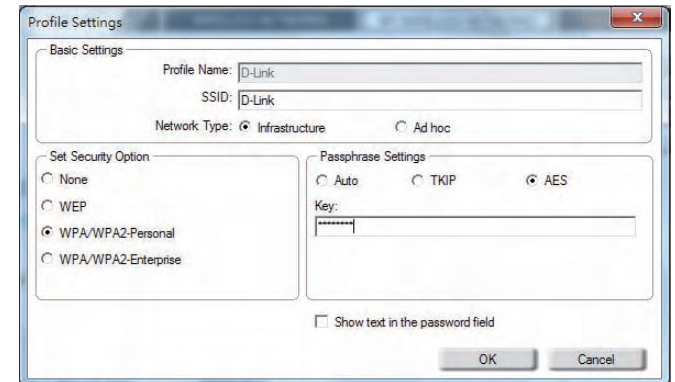 Profile Settings
Basic Settings
Profile Name: D-Link
SSID: D-Link
Network Type: Infrastructure Ad hoc
Set Security Option
None
WEP
WPA/WPA2-Personal
WPA/WPA2-Enterprise
Passphrase Settings
Auto TKIP AES
Key:
********
Show text in the password field
OK Cancel